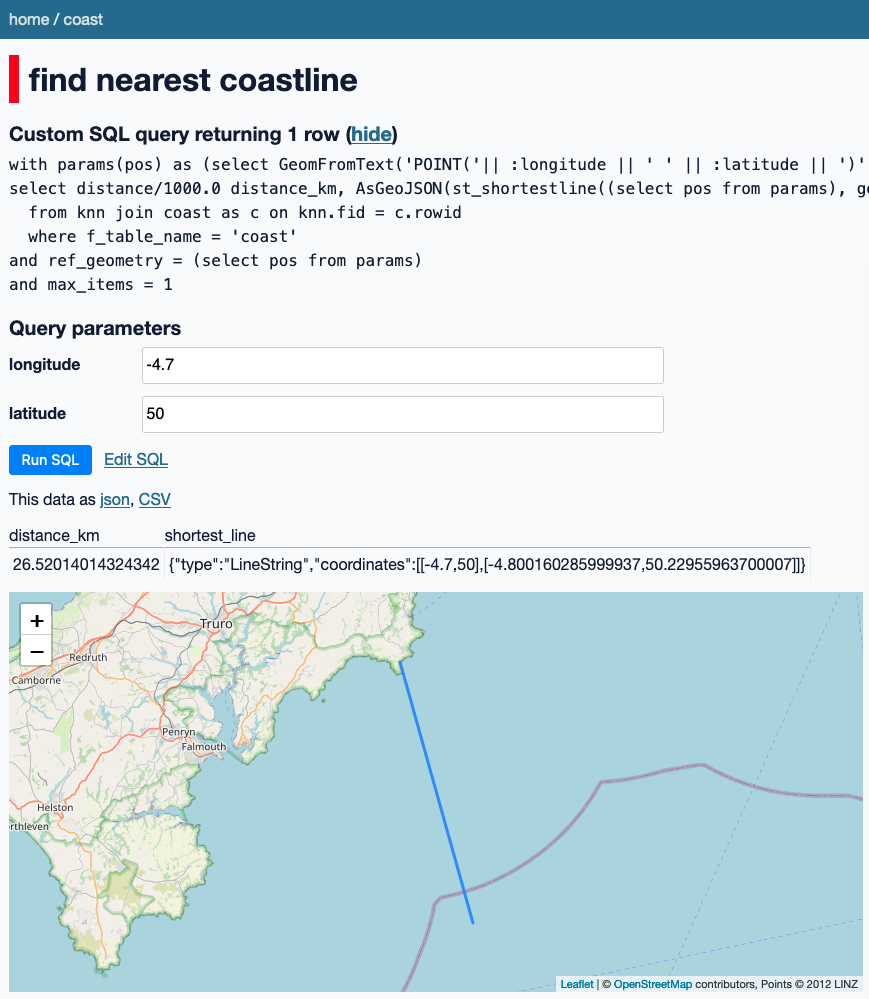 home / coast
find nearest coastline
Custom SQL query returning 1 row (hide)
with params(pos) as (select GeomFromText('POINT('|| :longitude || ' ' || :latitude || ')'
select distance/1000.0 distance_km, AsGeoJSON(st_shortestline((select pos from params), ge
from knn join coast as c on knn.fid = c.rowid
where f_table_name = 'coast'
and ref_geometry = (select pos from params)
and max_items = 1
Query parameters
longitude -4.7
latitude 50
Run SQL Edit SQL
This data as json, CSV
distance_km shortest_line
26.52014014324342 {"type":"LineString","coordinates":[[-4.7,50],[-4.800160285999937,50.22955963700007]]}
+
−
Truro
Redruth
Camborne
Penryn
Falmouth
Helston
rthleven
Leaflet | © OpenStreetMap contributors, Points © 2012 LINZ